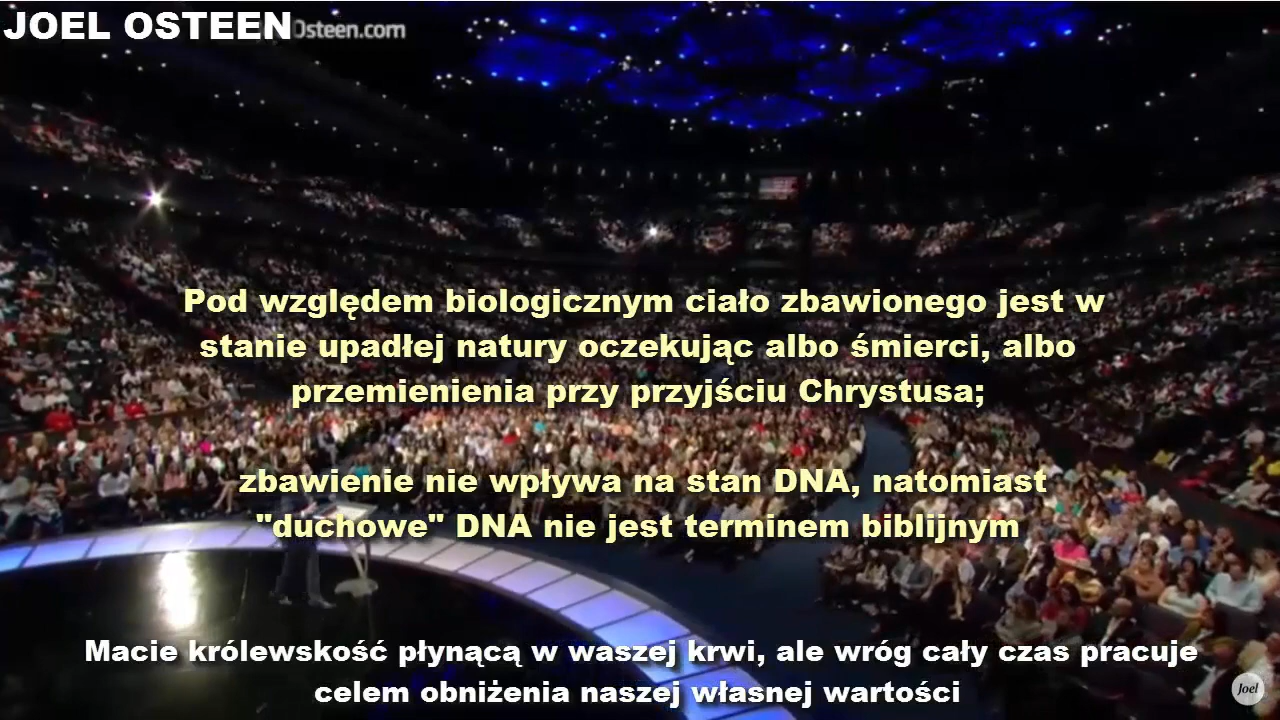 JOEL OSTEEN Osteen.com
Pod względem biologicznym ciało zbawionego jest w
stanie upadłej natury oczekując albo śmierci, albo
przemienienia przy przyjściu Chrystusa;
zbawienie nie wpływa na stan DNA, natomiast
"duchowe" DNA nie jest terminem biblijnym
Macie królewskość płynącą w waszej krwi, ale wróg cały czas pracuje
celem obniżenia naszej własnej wartości
Joel